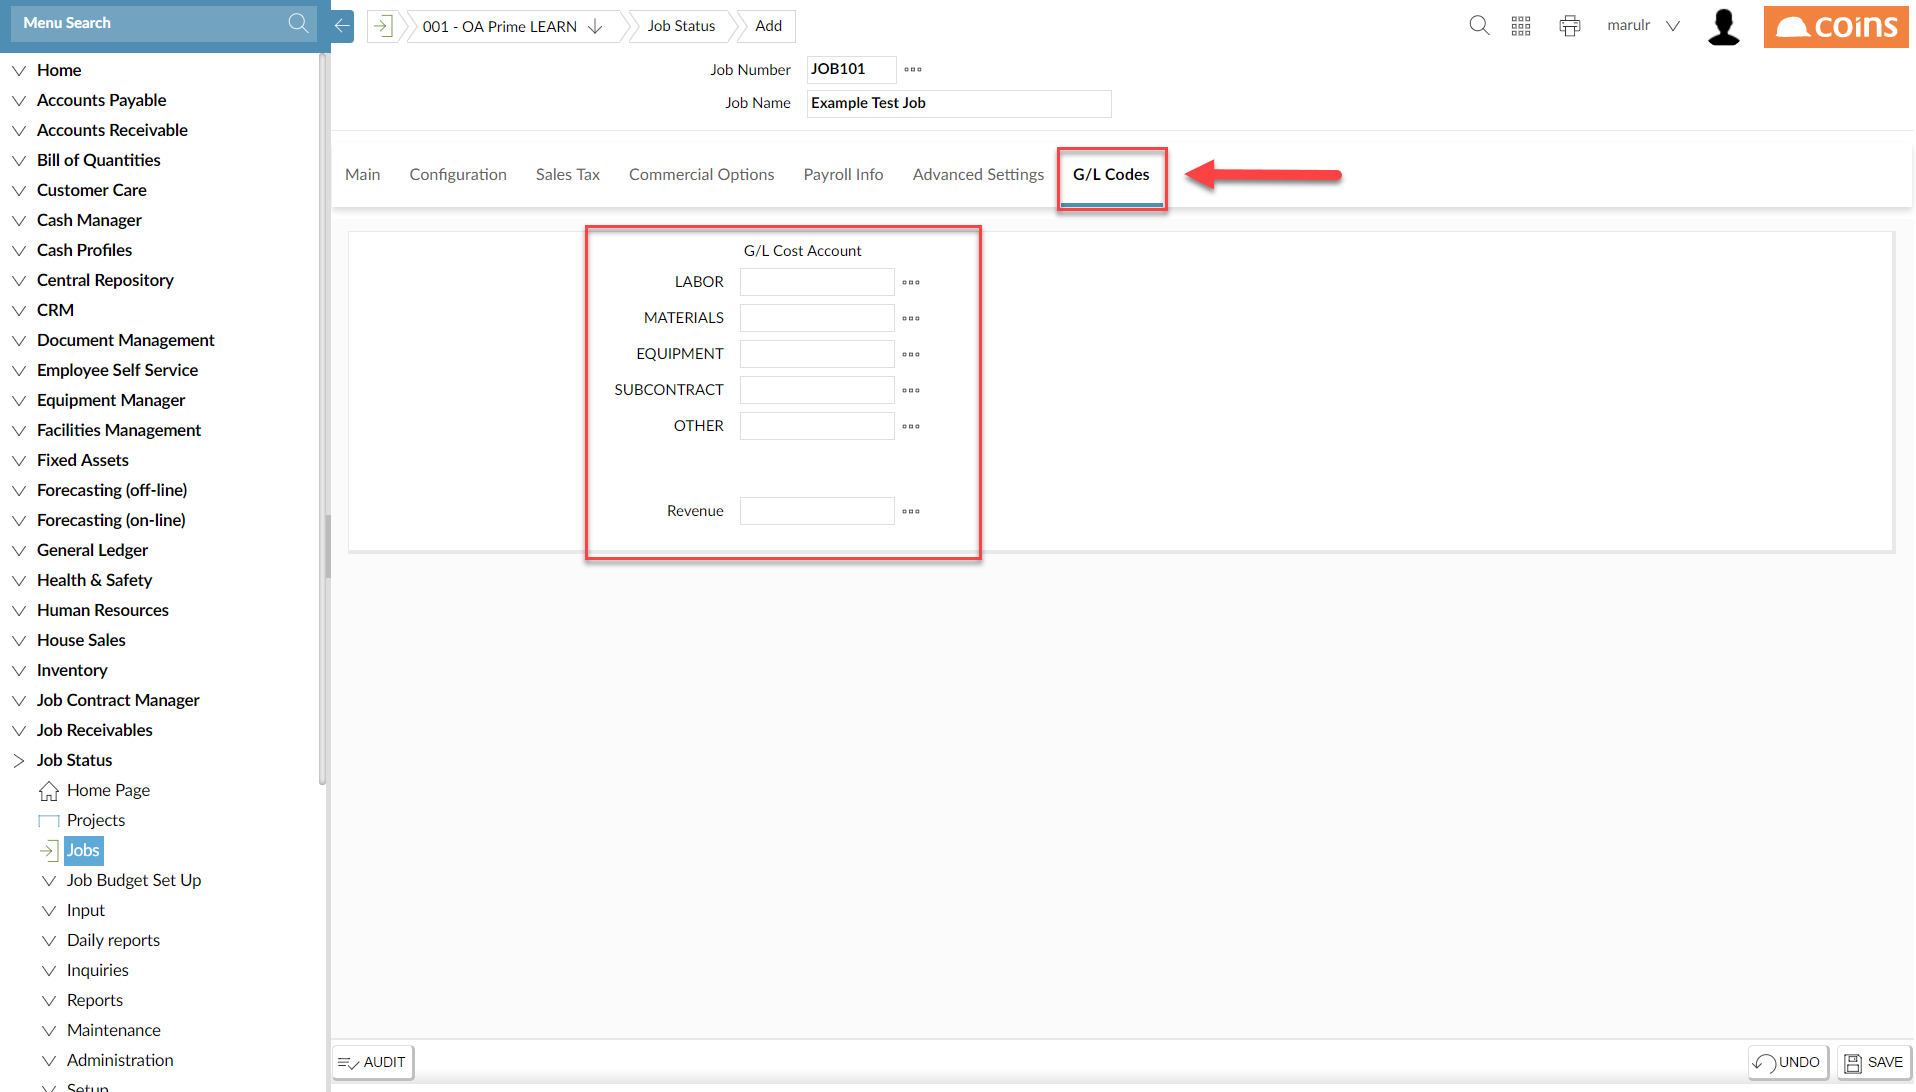 Menu Search
001 - OA Prime LEARN
Job Status
Add
marulr
coins
Job Number
JOB101
Job Name
Example Test Job
Main
Configuration
Sales Tax
Commercial Options
Payroll Info
Advanced Settings
G/L Codes
G/L Cost Account
LABOR
MATERIALS
EQUIPMENT
SUBCONTRACT
OTHER
Revenue
Home
Accounts Payable
Accounts Receivable
Bill of Quantities
Customer Care
Cash Manager
Cash Profiles
Central Repository
CRM
Document Management
Employee Self Service
Equipment Manager
Facilities Management
Fixed Assets
Forecasting (off-line)
Forecasting (on-line)
General Ledger
Health & Safety
Human Resources
House Sales
Inventory
Job Contract Manager
Job Receivables
Job Status
Home Page
Projects
Jobs
Job Budget Set Up
Input
Daily reports
Inquiries
Reports
Maintenance
Administration
Setup
AUDIT
UNDO
SAVE